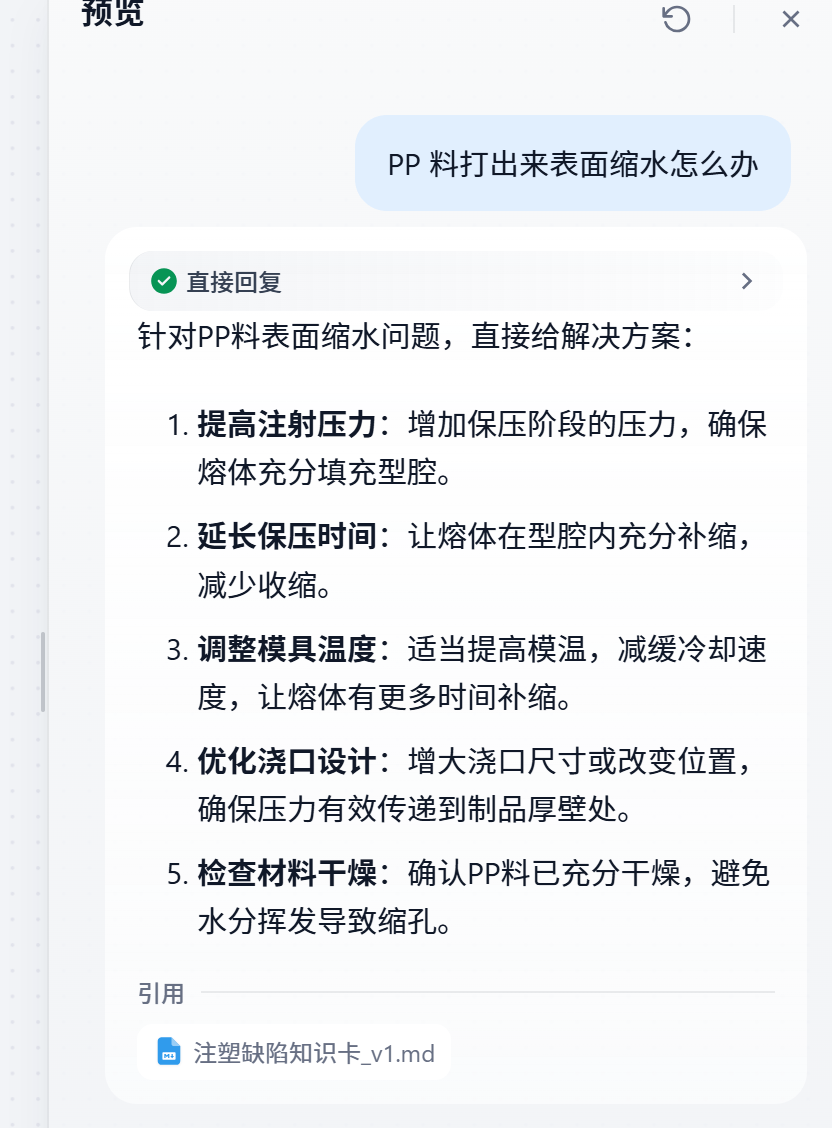 预览
PP 料打出来表面缩水怎么办
直接回复
针对PP料表面缩水问题，直接给解决方案：
1. 提高注射压力：增加保压阶段的压力，确保
熔体充分填充型腔。
2. 延长保压时间：让熔体在型腔内充分补缩，
减少收缩。
3. 调整模具温度：适当提高模温，减缓冷却速
度，让熔体有更多时间补缩。
4. 优化浇口设计：增大浇口尺寸或改变位置，
确保压力有效传递到制品厚壁处。
5. 检查材料干燥：确认PP料已充分干燥，避免
水分挥发导致缩孔。
引用
注塑缺陷知识卡_v1.md